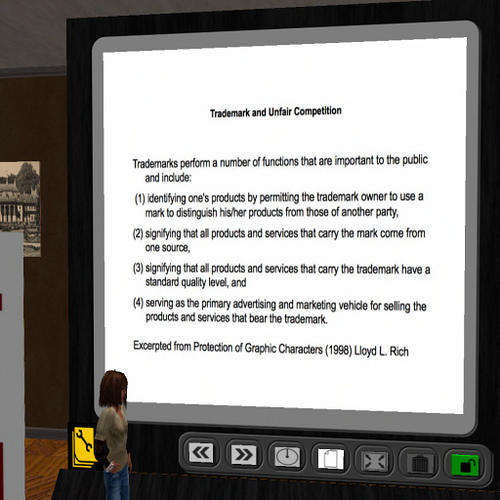 Trademark and Unfair Competition
Trademarks perform a number of functions that are important to the public
and include:
(1) identifying one's products by permitting the trademark owner to use a
mark to distinguish his/her products from those of another party,
(2) signifying that all products and services that carry the mark come from
one source,
(3) signifying that all products and services that carry the trademark have a
standard quality level, and
(4) serving as the primary advertising and marketing vehicle for selling the
products and services that bear the trademark.
Excerpted from Protection of Graphic Characters (1998) Lloyd L. Rich